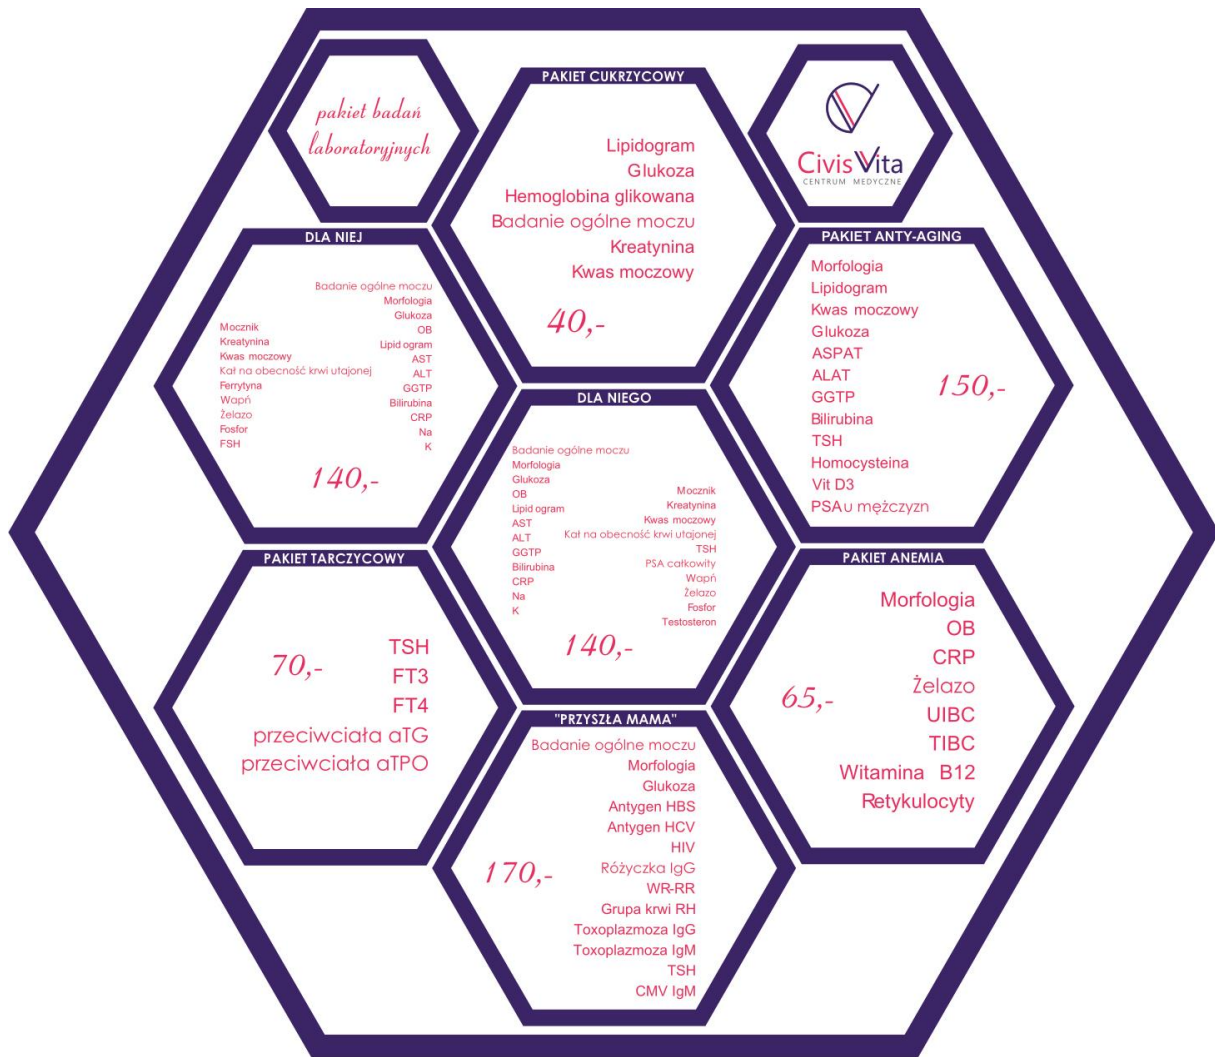 pakiet badań
laboratoryjnych
PAKIET CUKRZYCOWY
Lipidogram
Glukoza
Hemoglobina glikowana
Badanie ogólne moczu
Kreatynina
Kwas moczowy
40,-
Civis Vita
CENTRUM MEDYCZNE
DLA NIEJ
Badanie ogólne moczu
Morfologia
Glukoza
OB
Lipid ogram
AST
ALT
GGTP
Bilirubina
CRP
Na
K
Mocznik
Kreatynina
Kwas moczowy
Kał na obecność krwi utajonej
Ferrytyna
Wapń
Żelazo
Fosfor
FSH
140,-
DLA NIEGO
Badanie ogólne moczu
Morfologia
Glukoza
OB
Lipid ogram
AST
ALT
GGTP
Bilirubina
CRP
Na
K
Mocznik
Kreatynina
Kwas moczowy
Kał na obecność krwi utajonej
TSH
PSA całkowity
Wapń
Żelazo
Fosfor
Testosteron
140,-
PAKIET ANTY-AGING
Morfologia
Lipidogram
Kwas moczowy
Glukoza
ASPAT
ALAT
GGTP
Bilirubina
TSH
Homocysteina
Vit D3
PSA u mężczyzn
150,-
PAKIET TARCZYCOWY
70,-
TSH
FT3
FT4
przeciwciała aTG
przeciwciała aTPO
"PRZYSZŁA MAMA"
Badanie ogólne moczu
Morfologia
Glukoza
Antygen HBS
Antygen HCV
HIV
Różyczka IgG
WR-RR
Grupa krwi RH
Toxoplazmoza IgG
Toxoplazmoza IgM
TSH
CMV IgM
170,-
PAKIET ANEMIA
Morfologia
OB
CRP
Żelazo
UIBC
TIBC
Witamina B12
Retykulocyty
65,-